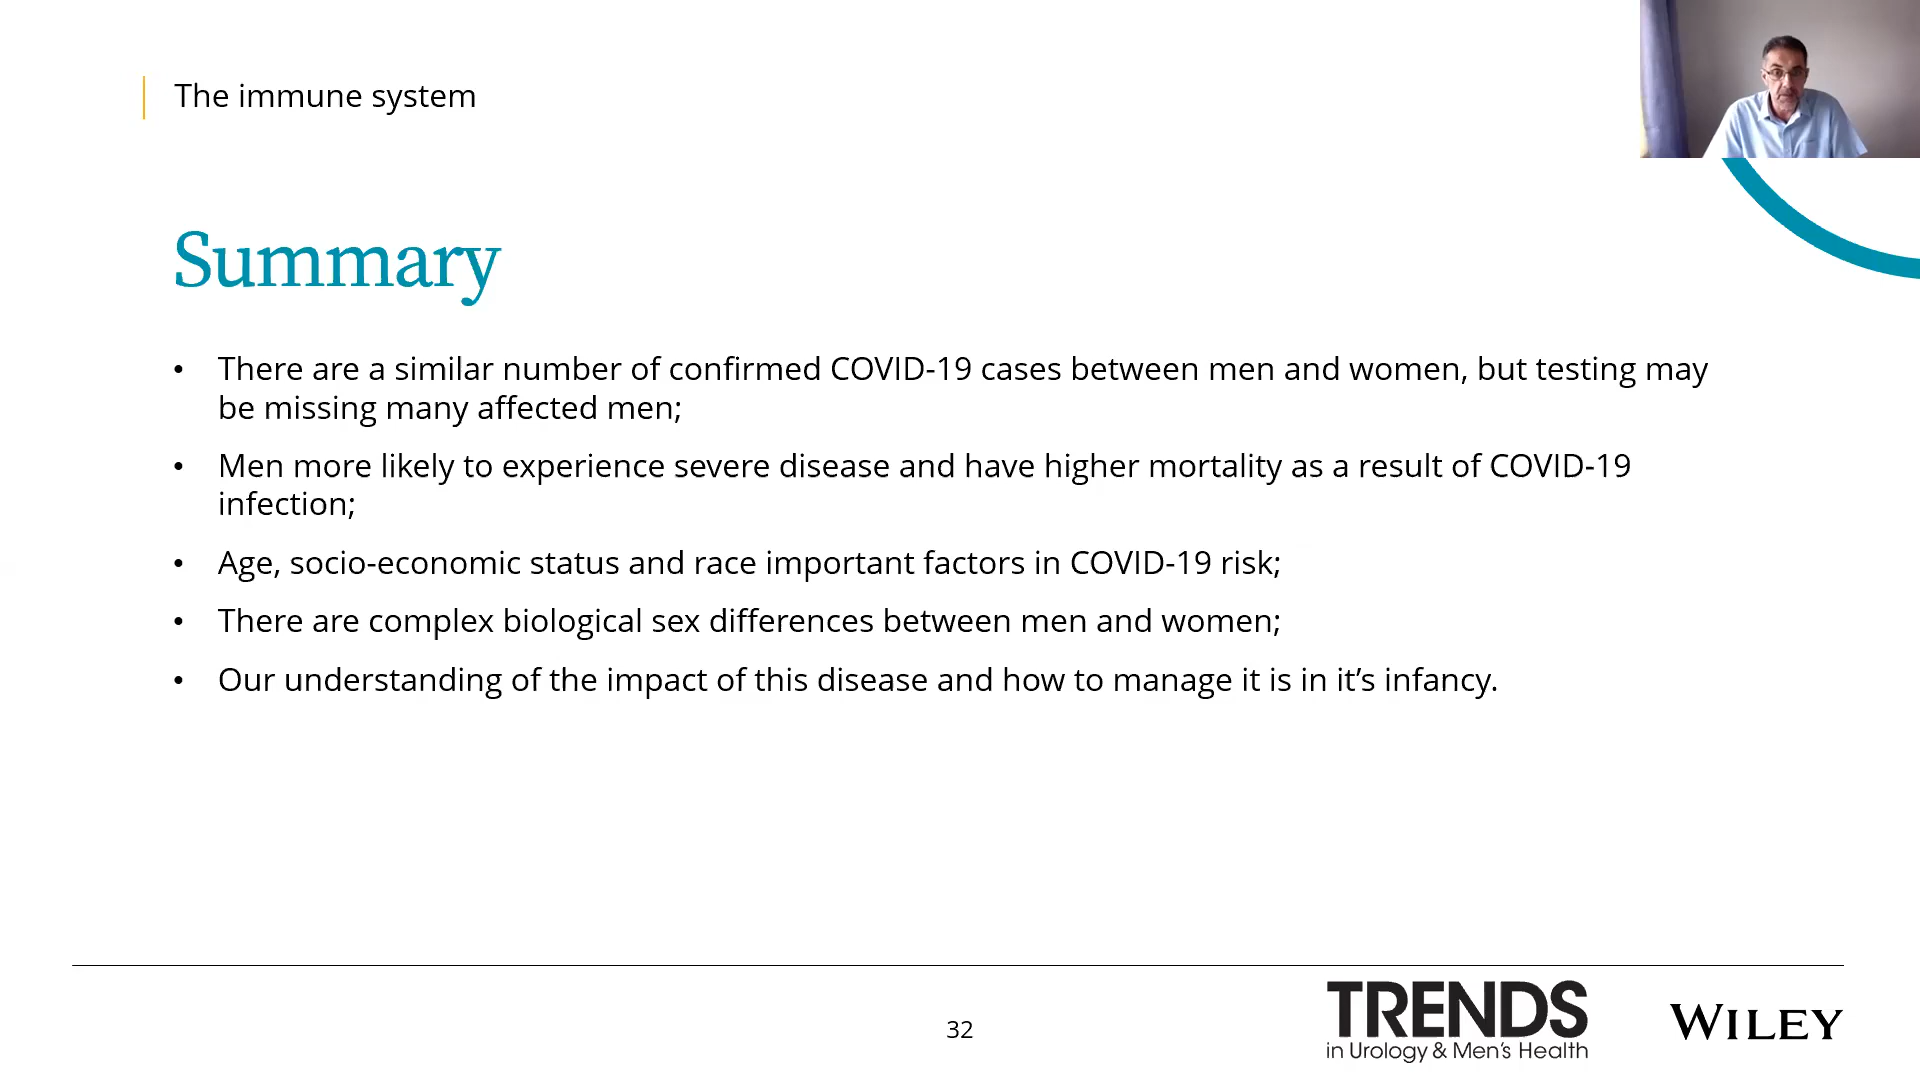 The immune system
Summary
• There are a similar number of confirmed COVID-19 cases between men and women, but testing may
be missing many affected men;
• Men more likely to experience severe disease and have higher mortality as a result of COVID-19
infection;
• Age, socio-economic status and race important factors in COVID-19 risk;
• There are complex biological sex differences between men and women;
• Our understanding of the impact of this disease and how to manage it is in it’s infancy.
32
TRENDS
in Urology & Men’s Health
WILEY